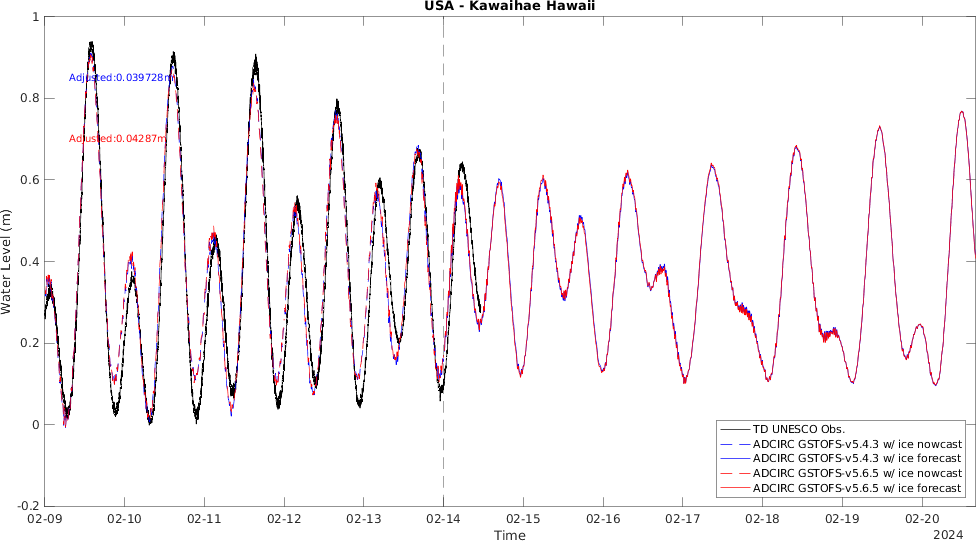 USA - Kawaihae Hawaii
1
0.8
0.6
0.4
0.2
0
-0.2
Water Level (m)
Adjusted:0.039728m
Adjusted:0.04287m
TD UNESCO Obs.
ADCIRC GSTOFS-v5.4.3 w/ ice nowcast
ADCIRC GSTOFS-v5.4.3 w/ ice forecast
ADCIRC GSTOFS-v5.6.5 w/ ice nowcast
ADCIRC GSTOFS-v5.6.5 w/ ice forecast
02-09 02-10 02-11 02-12 02-13 02-14 02-15 02-16 02-17 02-18 02-19 02-20
Time
2024